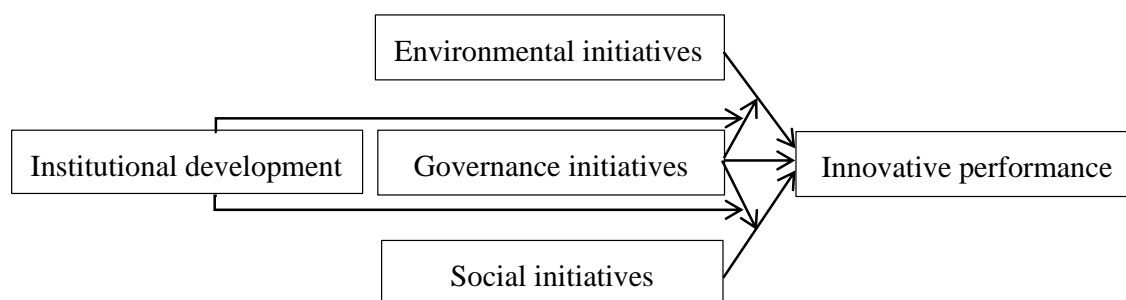 Environmental initiatives
Institutional development
Governance initiatives
Innovative performance
Social initiatives